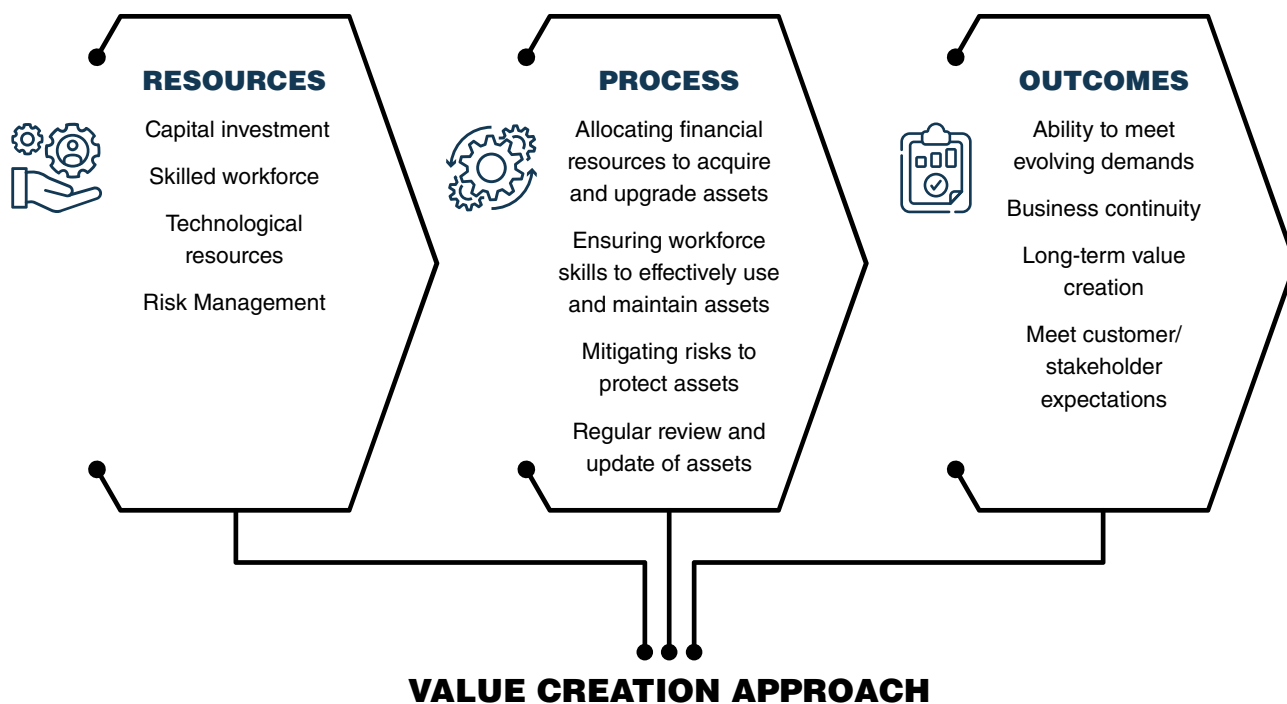 RESOURCES
Capital investment
Skilled workforce
Technological
resources
Risk Management
PROCESS
Allocating financial
resources to acquire
and upgrade assets
Ensuring workforce
skills to effectively use
and maintain assets
Mitigating risks to
protect assets
Regular review and
update of assets
OUTCOMES
Ability to meet
evolving demands
Business continuity
Long-term value
creation
Meet customer/
stakeholder
expectations
VALUE CREATION APPROACH